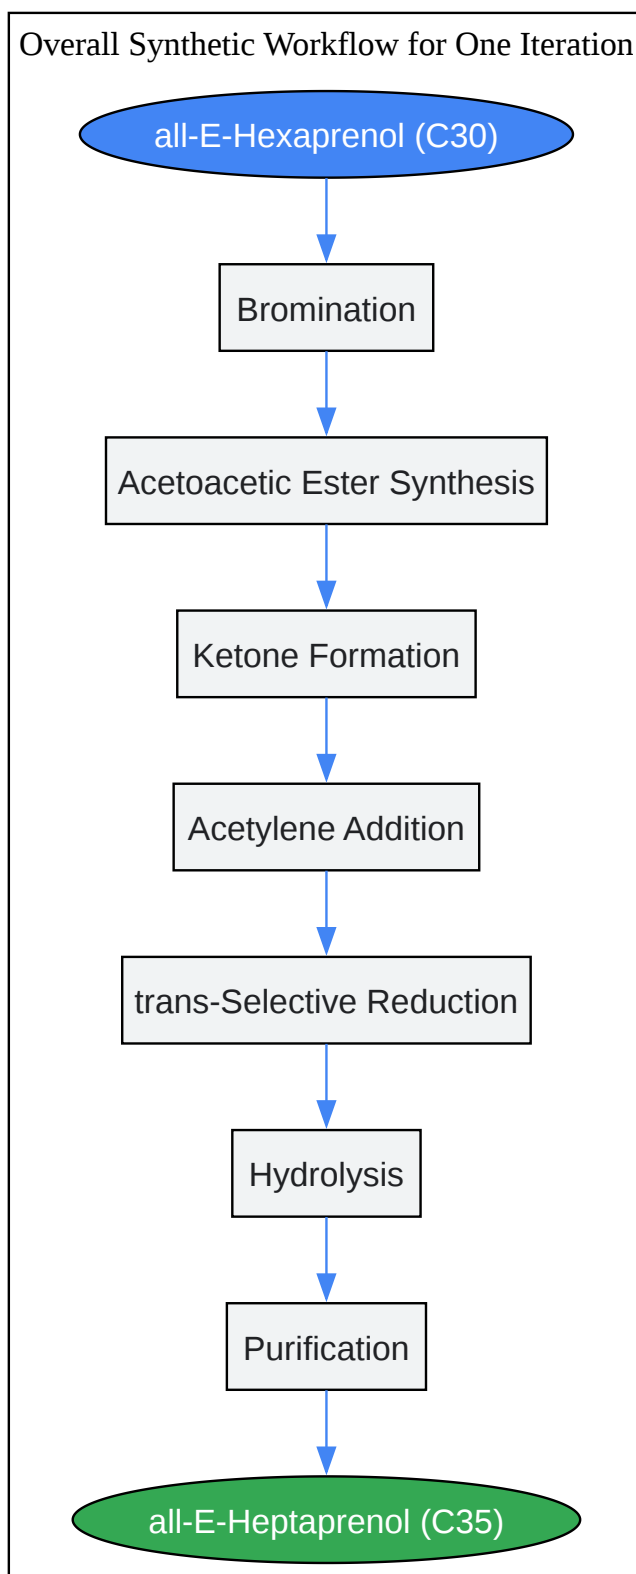 Overall Synthetic Workflow for One Iteration
all-E-Hexaprenol (C30)
Bromination
Acetoacetic Ester Synthesis
Ketone Formation
Acetylene Addition
trans-Selective Reduction
Hydrolysis
Purification
all-E-Heptaprenol (C35)